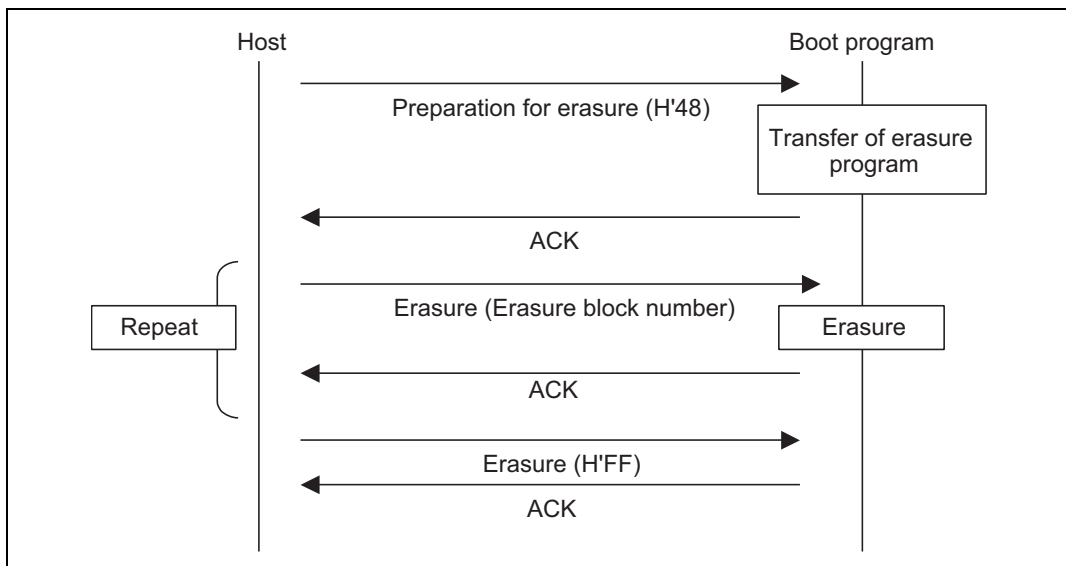 Host
Boot program
Preparation for erasure (H'48)
Transfer of erasure
program
ACK
Erasure (Erasure block number)
Repeat
Erasure
ACK
Erasure (H'FF)
ACK